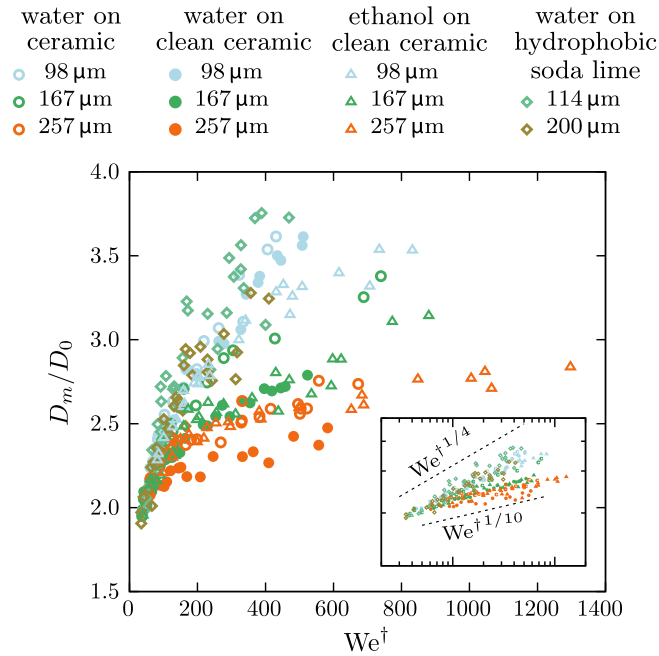 water on water on ethanol on water on
ceramic clean ceramic clean ceramic hydrophobic
98 µm 98 µm 98 µm soda lime
167 µm 167 µm 167 µm 114 µm
257 µm 257 µm 257 µm 200 µm
4.0
3.5
3.0
D_m/D_0
2.5
We^†^1/4
2.0
We^†^1/10
1.5
0 200 400 600 800 1000 1200 1400
We^†